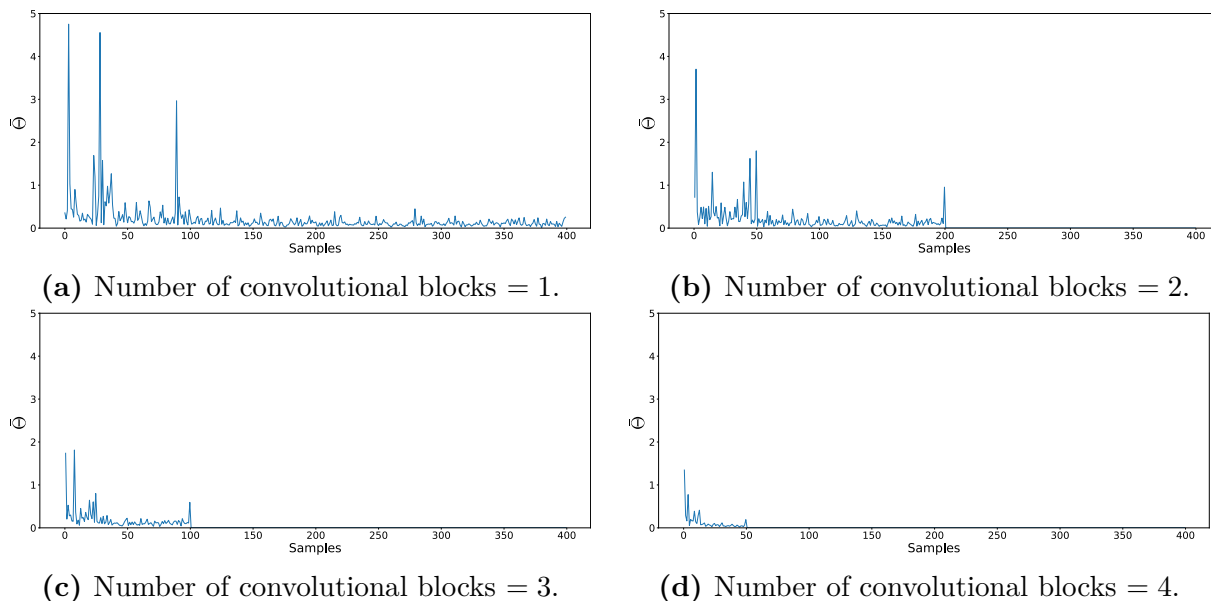 5
4
3
2
1
0
Θ̄
0 50 100 150 200 250 300 350 400
Samples
(a) Number of convolutional blocks = 1.
5
4
3
2
1
0
Θ̄
0 50 100 150 200 250 300 350 400
Samples
(b) Number of convolutional blocks = 2.
5
4
3
2
1
0
Θ̄
0 50 100 150 200 250 300 350 400
Samples
(c) Number of convolutional blocks = 3.
5
4
3
2
1
0
Θ̄
0 50 100 150 200 250 300 350 400
Samples
(d) Number of convolutional blocks = 4.